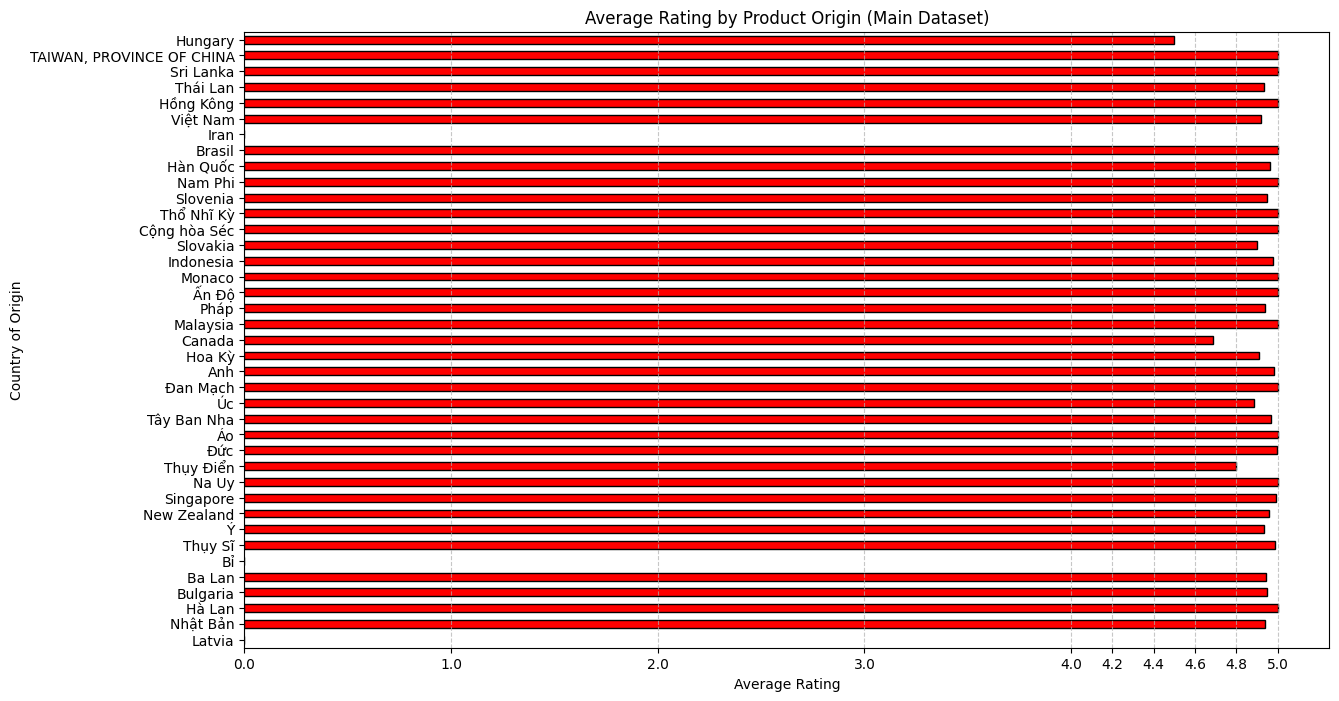 Average Rating by Product Origin (Main Dataset)
Hungary
TAIWAN, PROVINCE OF CHINA
Sri Lanka
Thái Lan
Hồng Kông
Việt Nam
Iran
Brasil
Hàn Quốc
Nam Phi
Slovenia
Thổ Nhĩ Kỳ
Cộng hòa Séc
Slovakia
Indonesia
Monaco
Ấn Độ
Pháp
Malaysia
Canada
Hoa Kỳ
Anh
Đan Mạch
Úc
Tây Ban Nha
Áo
Đức
Thụy Điển
Na Uy
Singapore
New Zealand
Ý
Thụy Sĩ
Bỉ
Ba Lan
Bulgaria
Hà Lan
Nhật Bản
Latvia
Country of Origin
0.0 1.0 2.0 3.0 4.0 4.2 4.4 4.6 4.8 5.0
Average Rating